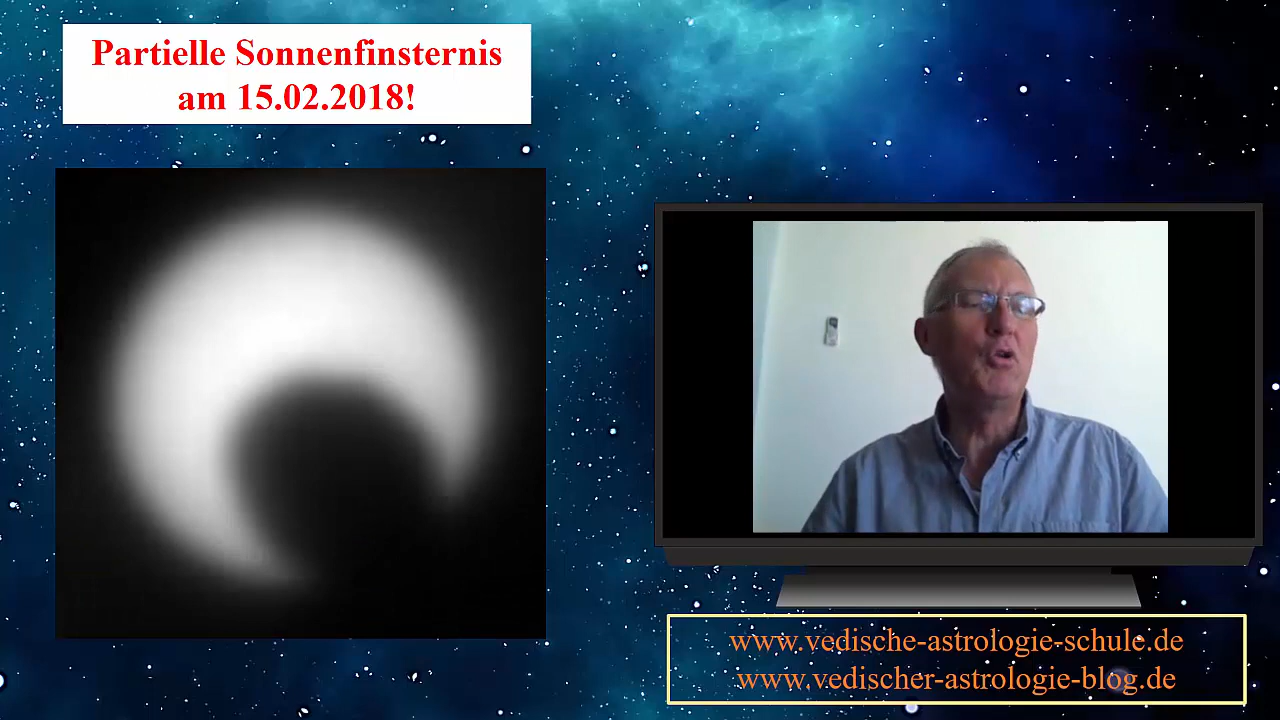 Partielle Sonnenfinsternis
am 15.02.2018!
www.vedische-astrologie-schule.de
www.vedischer-astrologie-blog.de